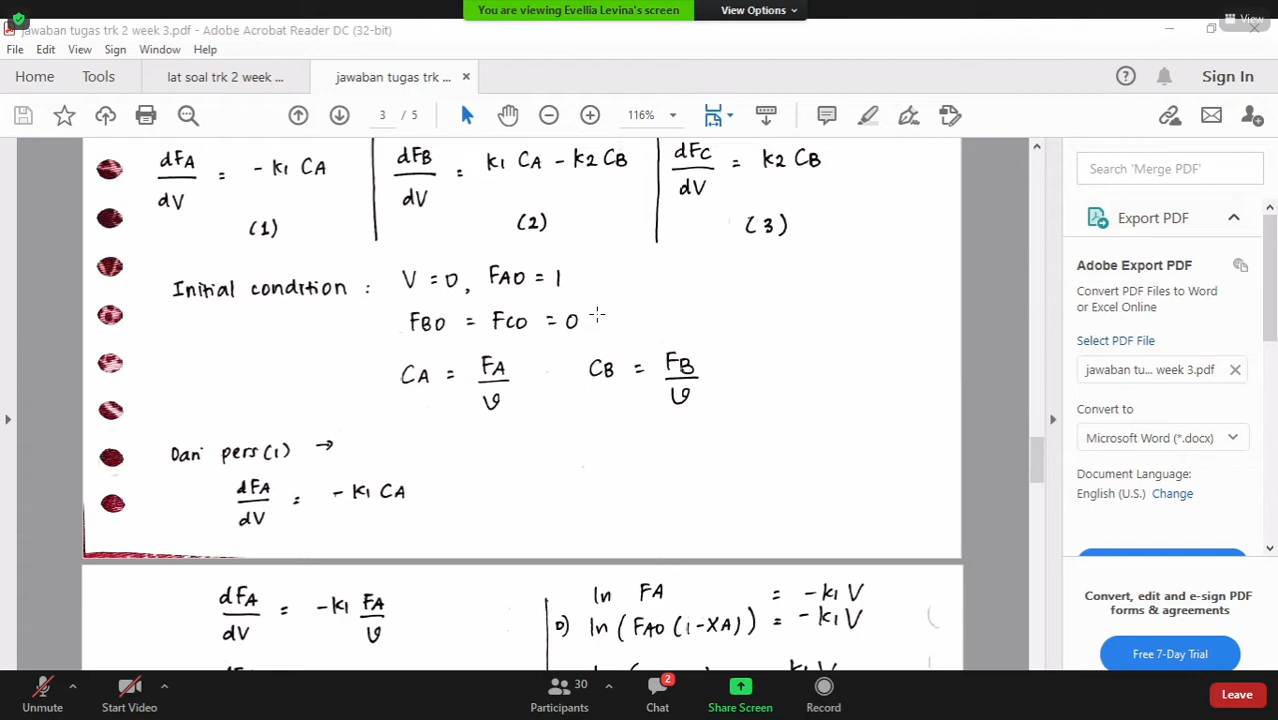 You are viewing Evellia Levina's screen
View Options
View
jawaban tugas trk 2 week 3.pdf - Adobe Acrobat Reader DC (32-bit)
File Edit View Sign Window Help
Home Tools lat soal trk 2 week ... jawaban tugas trk ... × Sign In
3 / 5 116%
dFA/dV = - k1 CA
(1)
dFB/dV = k1 CA - k2 CB
(2)
dFC/dV = k2 CB
(3)
Initial condition : V = 0, FA0 = 1
FB0 = FC0 = 0
CA = FA/υ CB = FB/υ
Dari pers (1) →
dFA/dV = - k1 CA
dFA/dV = - k1 FA/υ
ln FA = - k1 V
D) ln (FA0 (1-XA)) = - k1 V
Search 'Merge PDF'
Export PDF
Adobe Export PDF
Convert PDF Files to Word
or Excel Online
Select PDF File
jawaban tu... week 3.pdf ×
Convert to
Microsoft Word (*.docx)
Document Language:
English (U.S.) Change
Convert, edit and e-sign PDF
forms & agreements
Free 7-Day Trial
Unmute Start Video 30 Participants 2 Chat Share Screen Record Leave